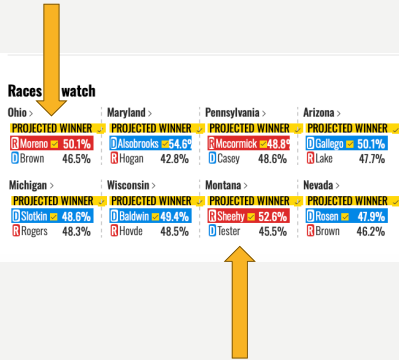 Races watch
Ohio >
PROJECTED WINNER
R Moreno 50.1%
D Brown 46.5%
Maryland >
PROJECTED WINNER
D Alsobrooks 54.6
R Hogan 42.8%
Pennsylvania >
PROJECTED WINNER
R Mccormick 48.8
D Casey 48.6%
Arizona >
PROJECTED WINNER
D Gallego 50.1%
R Lake 47.7%
Michigan >
PROJECTED WINNER
D Slotkin 48.6%
R Rogers 48.3%
Wisconsin >
PROJECTED WINNER
D Baldwin 49.4%
R Hovde 48.5%
Montana >
PROJECTED WINNER
R Sheehy 52.6%
D Tester 45.5%
Nevada >
PROJECTED WINNER
D Rosen 47.9%
R Brown 46.2%